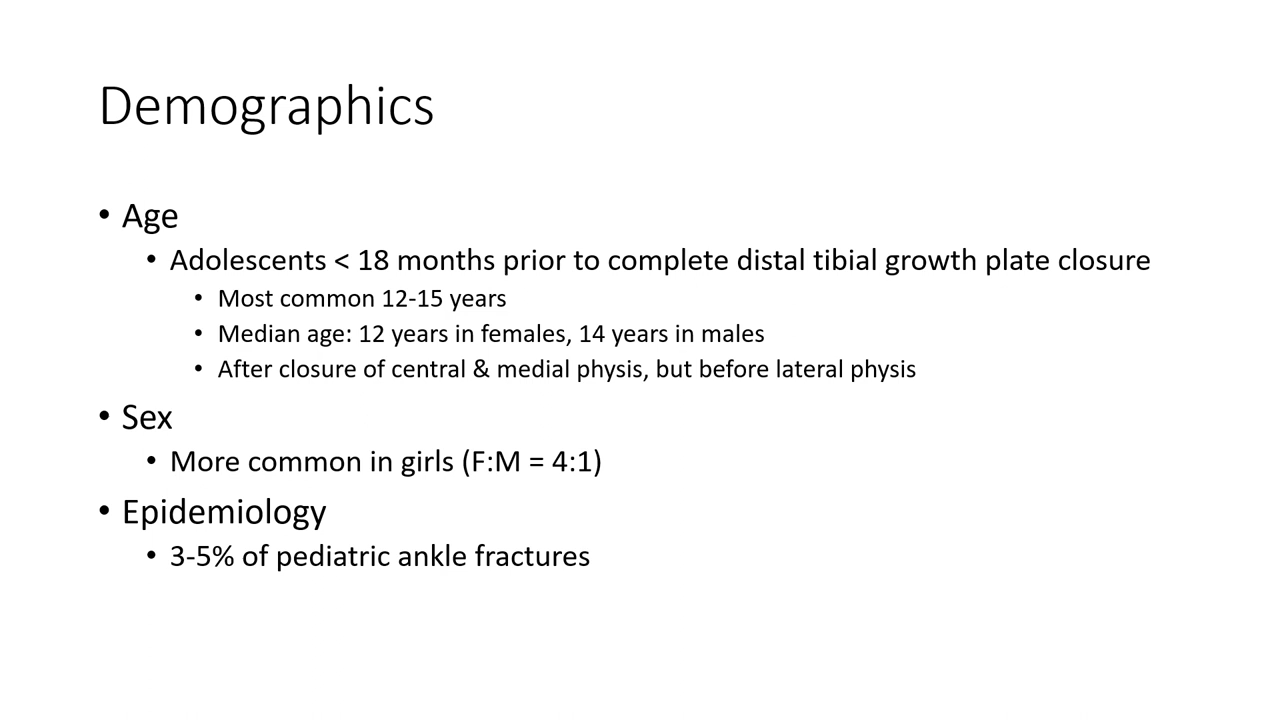 Demographics
• Age
• Adolescents < 18 months prior to complete distal tibial growth plate closure
• Most common 12-15 years
• Median age: 12 years in females, 14 years in males
• After closure of central & medial physis, but before lateral physis
• Sex
• More common in girls (F:M = 4:1)
• Epidemiology
• 3-5% of pediatric ankle fractures